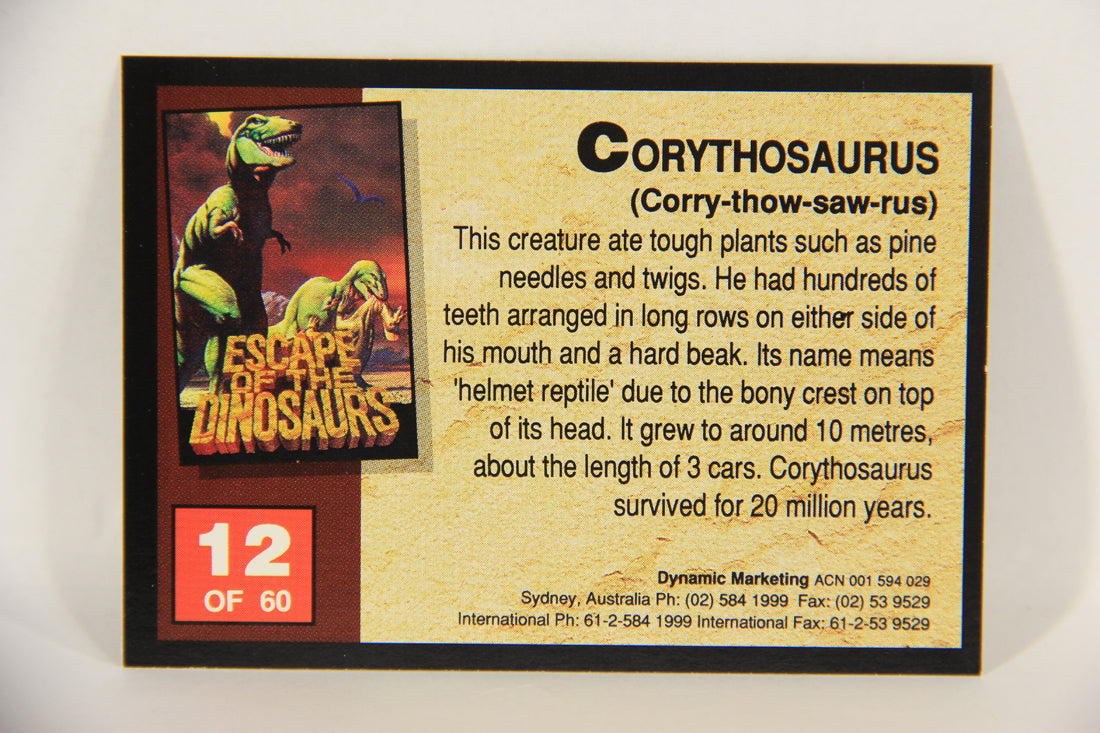 ESCAPE
OF THE
DINOSAURS
12
OF 60
CORYTHOSAURUS
(Corry-thow-saw-rus)
This creature ate tough plants such as pine
needles and twigs. He had hundreds of
teeth arranged in long rows on either side of
his mouth and a hard beak. Its name means
'helmet reptile' due to the bony crest on top
of its head. It grew to around 10 metres,
about the length of 3 cars. Corythosaurus
survived for 20 million years.
Dynamic Marketing ACN 001 594 029
Sydney, Australia Ph: (02) 584 1999 Fax: (02) 53 9529
International Ph: 61-2-584 1999 International Fax: 61-2-53 9529